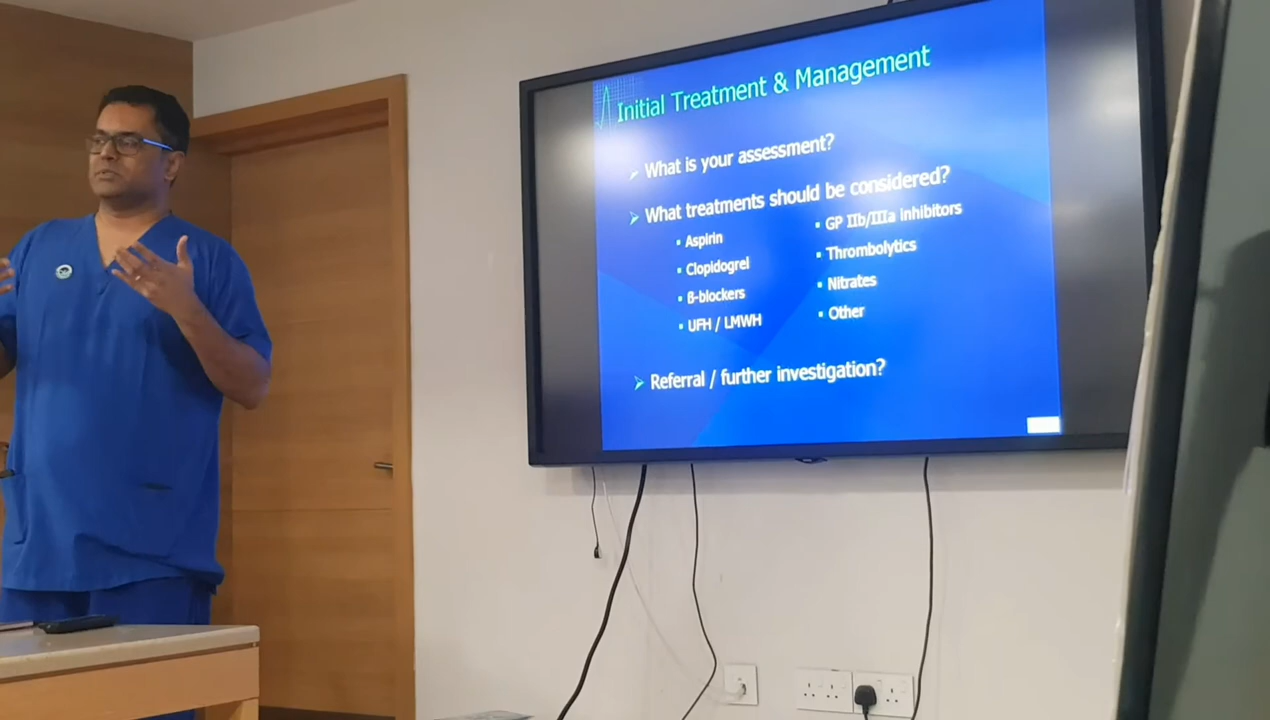 Initial Treatment & Management
What is your assessment?
What treatments should be considered?
Aspirin
Clopidogrel
ß-blockers
UFH / LMWH
GP IIb/IIIa inhibitors
Thrombolytics
Nitrates
Other
Referral / further investigation?